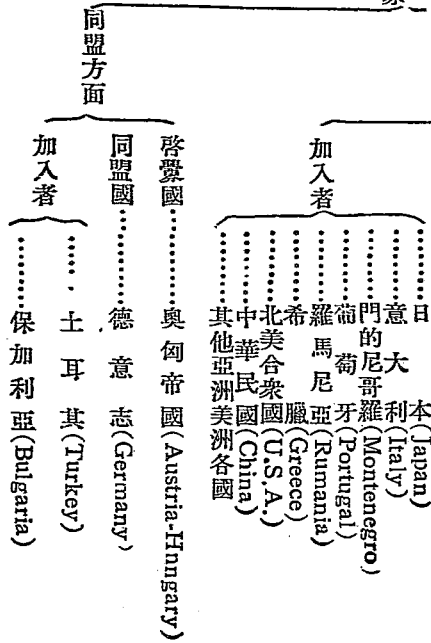 加入者
………日本(Japan)
………意大利(Italy)
………門的尼哥羅(Montenegro)
………葡萄牙(Portugal)
………羅馬尼亞(Rumania)
………希臘(Greece)
………北美合衆國(U.S.A.)
………中華民國(China)
………其他亞洲美洲各國
同盟方面
啓釁國………奧匈帝國(Austria-Hnngary)
同盟國………德意志(Germany)
加入者
………土耳其(Turkey)
………保加利亞(Bulgaria)